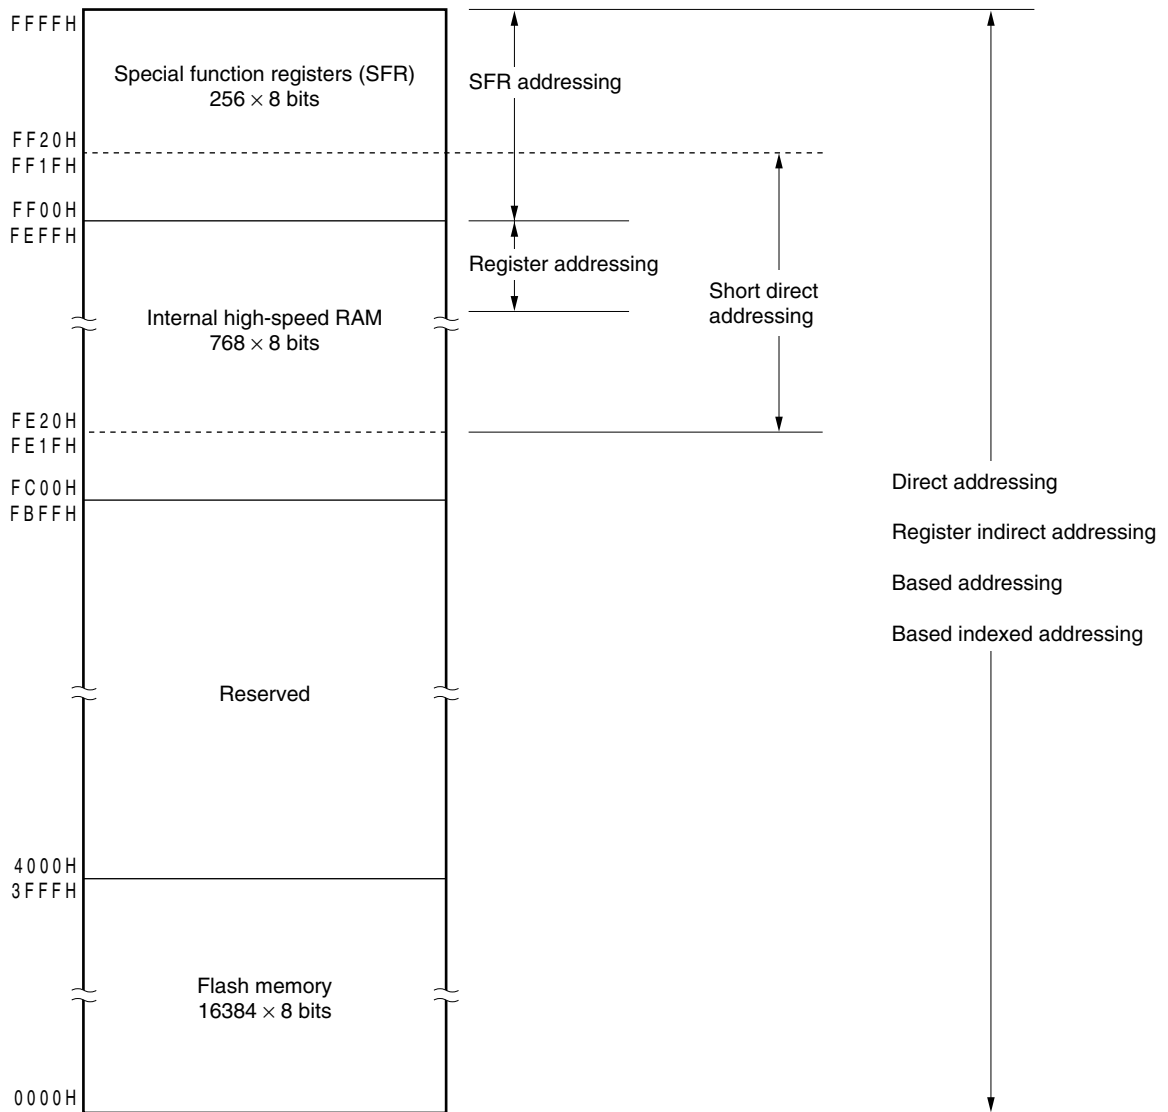 FFFFH
Special function registers (SFR)
256 × 8 bits
SFR addressing
FF20H
FF1FH
FF00H
FEFFH
Register addressing
Short direct
addressing
Internal high-speed RAM
768 × 8 bits
FE20H
FE1FH
FC00H
FBFFH
Direct addressing
Register indirect addressing
Based addressing
Based indexed addressing
Reserved
4000H
3FFFH
Flash memory
16384 × 8 bits
0000H